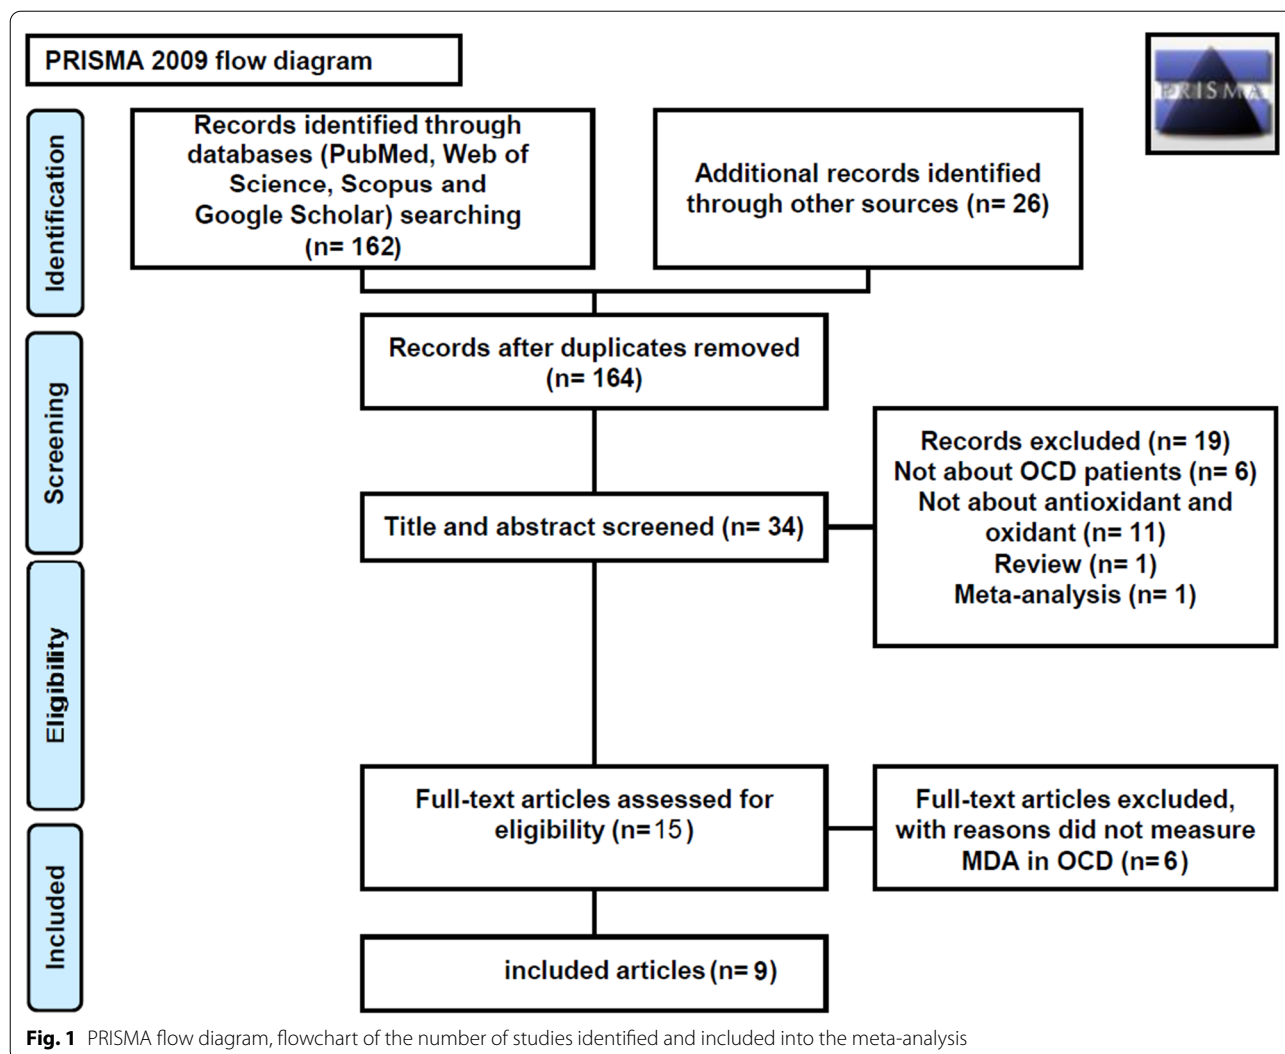 PRISMA 2009 flow diagram
PRISMA
Identification
Records identified through
databases (PubMed, Web of
Science, Scopus and
Google Scholar) searching
(n= 162)
Additional records identified
through other sources (n= 26)
Screening
Records after duplicates removed
(n= 164)
Title and abstract screened (n= 34)
Records excluded (n= 19)
Not about OCD patients (n= 6)
Not about antioxidant and
oxidant (n= 11)
Review (n= 1)
Meta-analysis (n= 1)
Eligibility
Full-text articles assessed for
eligibility (n=15)
Full-text articles excluded,
with reasons did not measure
MDA in OCD (n=6)
Included
included articles (n= 9)
Fig. 1 PRISMA flow diagram, flowchart of the number of studies identified and included into the meta-analysis